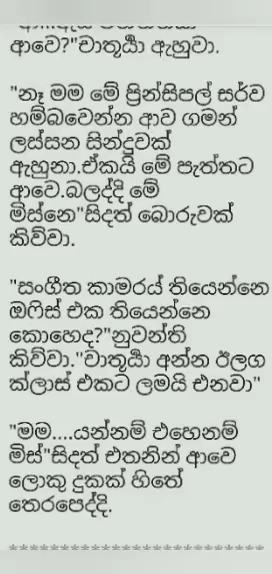 ආවෙ?"චාතූර්‍යා ඇහුවා.
"නෑ මම මේ ප්‍රින්සිපල් සර්ව
හම්බවෙන්න ආව ගමන්
ලස්සන සින්දුවක්
ඇහුනා.ඒකයි මේ පැත්තට
ආවෙ.බලද්දි මේ
මිස්නෙ"සිදත් බොරුවක්
කිව්වා.
"සංගීත කාමරය් තියෙන්නෙ
ඔෆිස් එක තියෙන්නෙ
කොහෙද?"නුවන්ති
කිව්වා."චාතූර්‍යා අන්න ඊලග
ක්ලාස් එකට ලමයි එනවා"
"මම....යන්නම් එහෙනම්
මිස්"සිදත් එතනින් ආවෙ
ලොකු දුකක් හිතේ
තෙරපෙද්දි.
************************